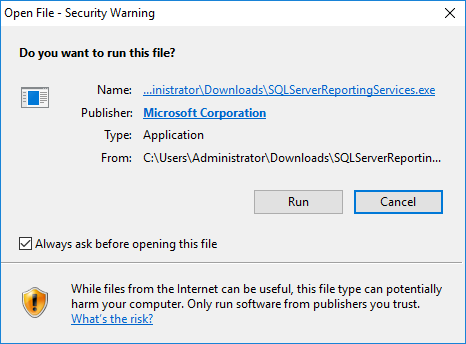 Open File - Security Warning
Do you want to run this file?
Name: ...inistrator\Downloads\SQLServerReportingServices.exe
Publisher: Microsoft Corporation
Type: Application
From: C:\Users\Administrator\Downloads\SQLServerReportin...
Run Cancel
Always ask before opening this file
While files from the Internet can be useful, this file type can potentially
harm your computer. Only run software from publishers you trust.
What's the risk?